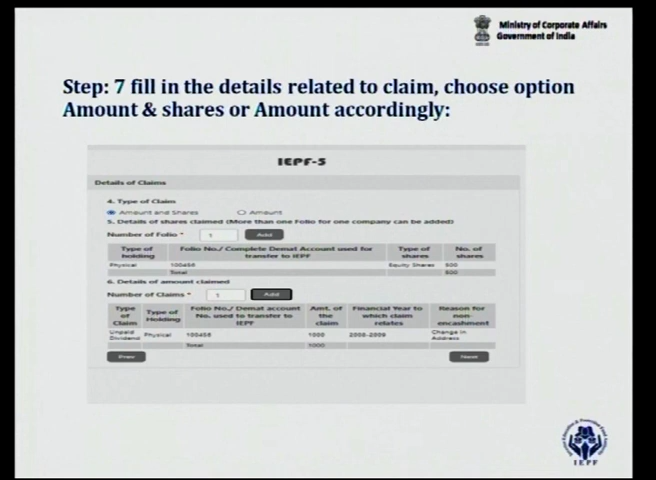 Ministry of Corporate Affairs
Government of India
Step: 7 fill in the details related to claim, choose option
Amount & shares or Amount accordingly:
IEPF-5
Details of Claims
4. Type of Claim
Amount and Shares Amount
5. Details of shares claimed (More than one Folio for one company can be added)
Number of Folio * 1 Add
Type of holding Folio No./ Complete Demat Account used for transfer to IEPF Type of shares No. of shares
Physical 100458 Equity Shares 500
Total 500
6. Details of amount claimed
Number of Claims * 1 Add
Type of Claim Type of Holding Folio No./ Demat account No. used to transfer to IEPF Amt. of the claim Financial Year to which claim relates Reason for non-encashment
Unpaid Dividend Physical 100458 1000 2008-2009 Change in Address
Total 1000
Prev Next
IEPF